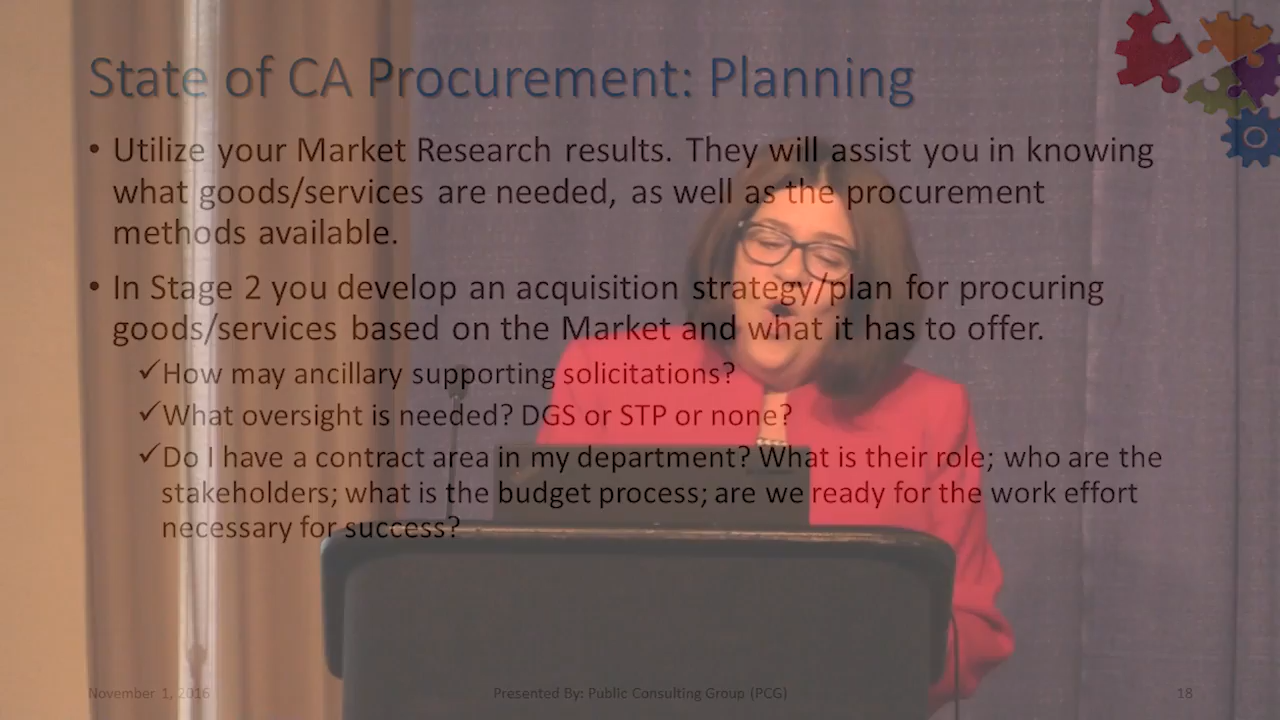 State of CA Procurement: Planning
• Utilize your Market Research results. They will assist you in knowing
what goods/services are needed, as well as the procurement
methods available.
• In Stage 2 you develop an acquisition strategy/plan for procuring
goods/services based on the Market and what it has to offer.
✓How may ancillary supporting solicitations?
✓What oversight is needed? DGS or STP or none?
✓Do I have a contract area in my department? What is their role; who are the
stakeholders; what is the budget process; are we ready for the work effort
necessary for success?
November 1, 2016 Presented By: Public Consulting Group (PCG) 18